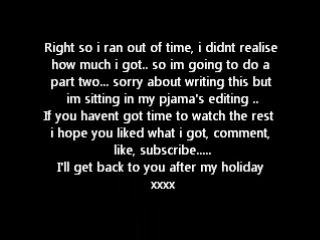 Right so i ran out of time, i didnt realise
how much i got.. so im going to do a
part two... sorry about writing this but
im sitting in my pjama's editing ..
If you havent got time to watch the rest
i hope you liked what i got, comment,
like, subscribe.....
I'll get back to you after my holiday
xxxx